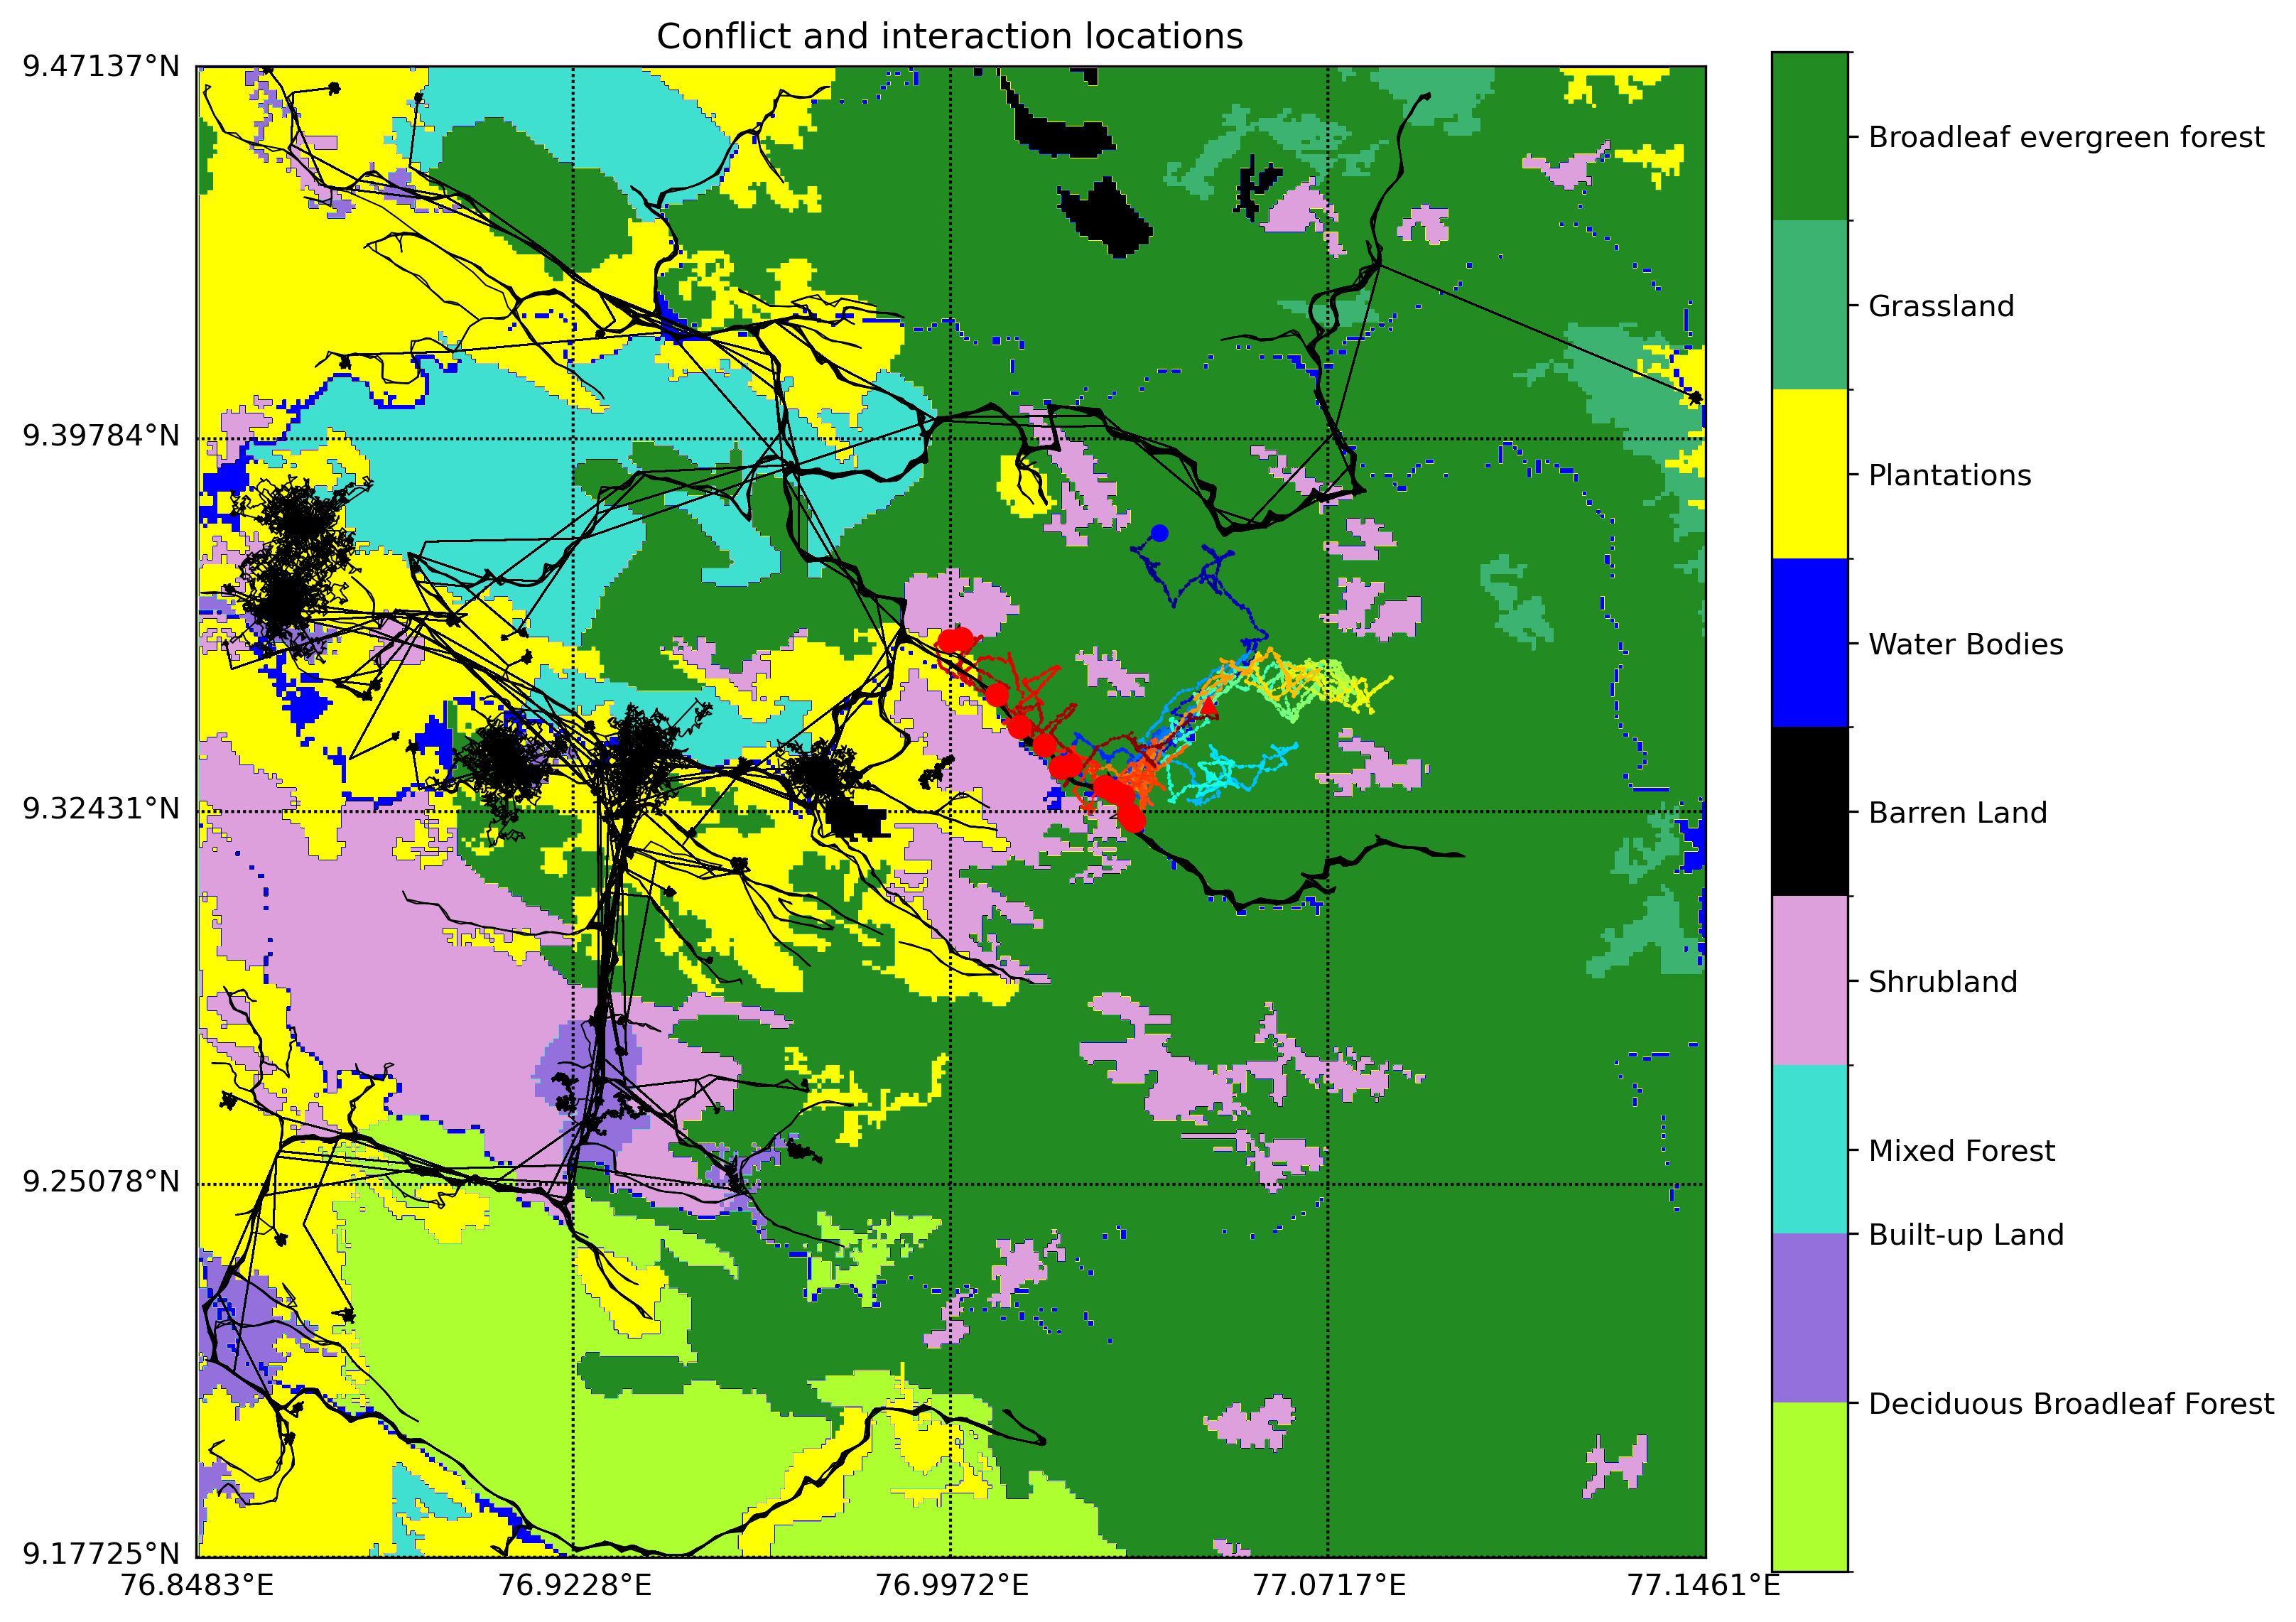 Conflict and interaction locations
9.47137°N
9.39784°N
9.32431°N
9.25078°N
9.17725°N
76.8483°E
76.9228°E
76.9972°E
77.0717°E
77.1461°E
Broadleaf evergreen forest
Grassland
Plantations
Water Bodies
Barren Land
Shrubland
Mixed Forest
Built-up Land
Deciduous Broadleaf Forest